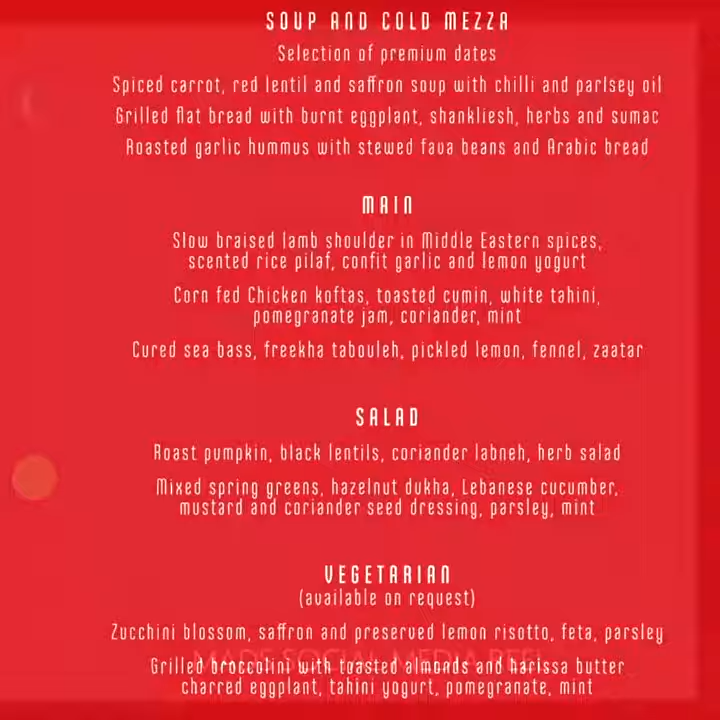 SOUP AND COLD MEZZA
Selection of premium dates
Spiced carrot, red lentil and saffron soup with chilli and parlsey oil
Grilled flat bread with burnt eggplant, shankliesh, herbs and sumac
Roasted garlic hummus with stewed fava beans and Arabic bread
MAIN
Slow braised lamb shoulder in Middle Eastern spices,
scented rice pilaf, confit garlic and lemon yogurt
Corn fed Chicken koftas, toasted cumin, white tahini,
pomegranate jam, coriander, mint
Cured sea bass, freekha tabouleh, pickled lemon, fennel, zaatar
SALAD
Roast pumpkin, black lentils, coriander labneh, herb salad
Mixed spring greens, hazelnut dukha, Lebanese cucumber,
mustard and coriander seed dressing, parsley, mint
VEGETARIAN
(available on request)
Zucchini blossom, saffron and preserved lemon risotto, feta, parsley
MADE SOCIAL MEDIA REEL
Grilled broccolini with toasted almonds and harissa butter
charred eggplant, tahini yogurt, pomegranate, mint